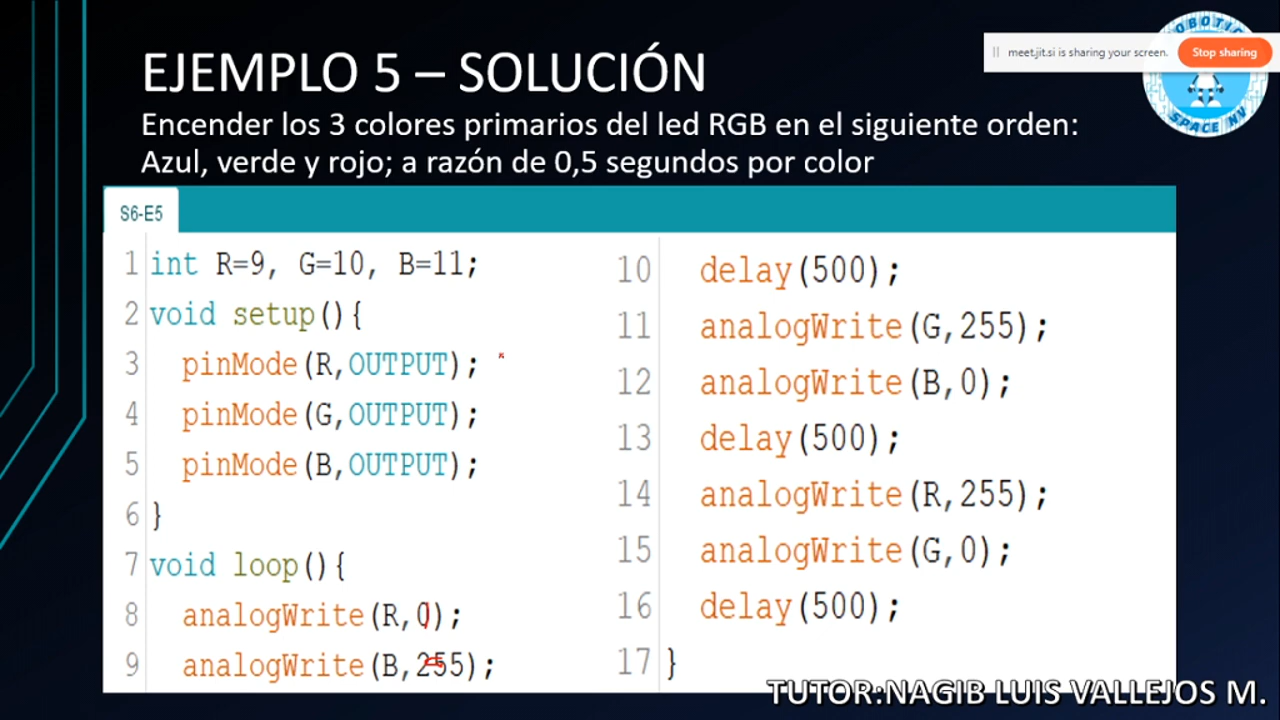 EJEMPLO 5 – SOLUCIÓN
meet.jit.si is sharing your screen.
Stop sharing
SPACE NV
Encender los 3 colores primarios del led RGB en el siguiente orden:
Azul, verde y rojo; a razón de 0,5 segundos por color
S6-E5
1 int R=9, G=10, B=11;
2 void setup(){
3 pinMode(R,OUTPUT);
4 pinMode(G,OUTPUT);
5 pinMode(B,OUTPUT);
6 }
7 void loop(){
8 analogWrite(R,0);
9 analogWrite(B,255);
10 delay(500);
11 analogWrite(G,255);
12 analogWrite(B,0);
13 delay(500);
14 analogWrite(R,255);
15 analogWrite(G,0);
16 delay(500);
17 }
TUTOR:NAGIB LUIS VALLEJOS M.